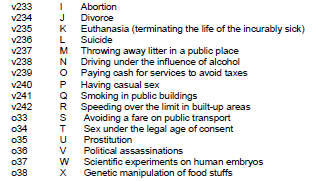 v233 I Abortion
v234 J Divorce
v235 K Euthanasia (terminating the life of the incurably sick)
v236 L Suicide
v237 M Throwing away litter in a public place
v238 N Driving under the influence of alcohol
v239 O Paying cash for services to avoid taxes
v240 P Having casual sex
v241 Q Smoking in public buildings
v242 R Speeding over the limit in built-up areas
o33 S Avoiding a fare on public transport
o34 T Sex under the legal age of consent
o35 U Prostitution
o36 V Political assassinations
o37 W Scientific experiments on human embryos
o38 X Genetic manipulation of food stuffs